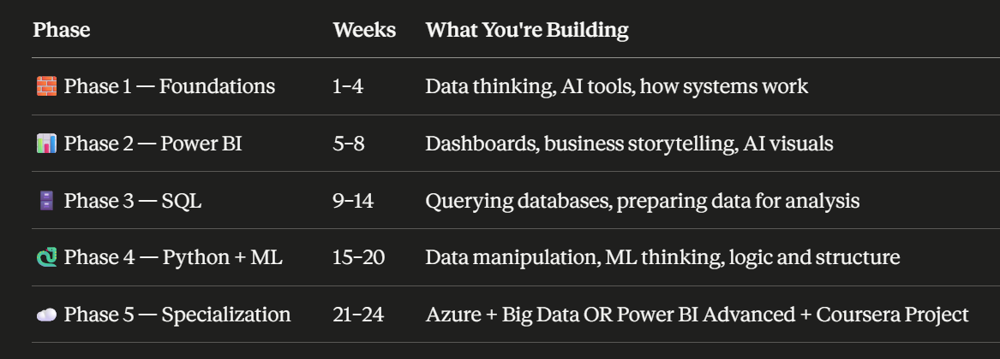 Phase Weeks What You're Building
Phase 1 — Foundations 1–4 Data thinking, AI tools, how systems work
Phase 2 — Power BI 5–8 Dashboards, business storytelling, AI visuals
Phase 3 — SQL 9–14 Querying databases, preparing data for analysis
Phase 4 — Python + ML 15–20 Data manipulation, ML thinking, logic and structure
Phase 5 — Specialization 21–24 Azure + Big Data OR Power BI Advanced + Coursera Project